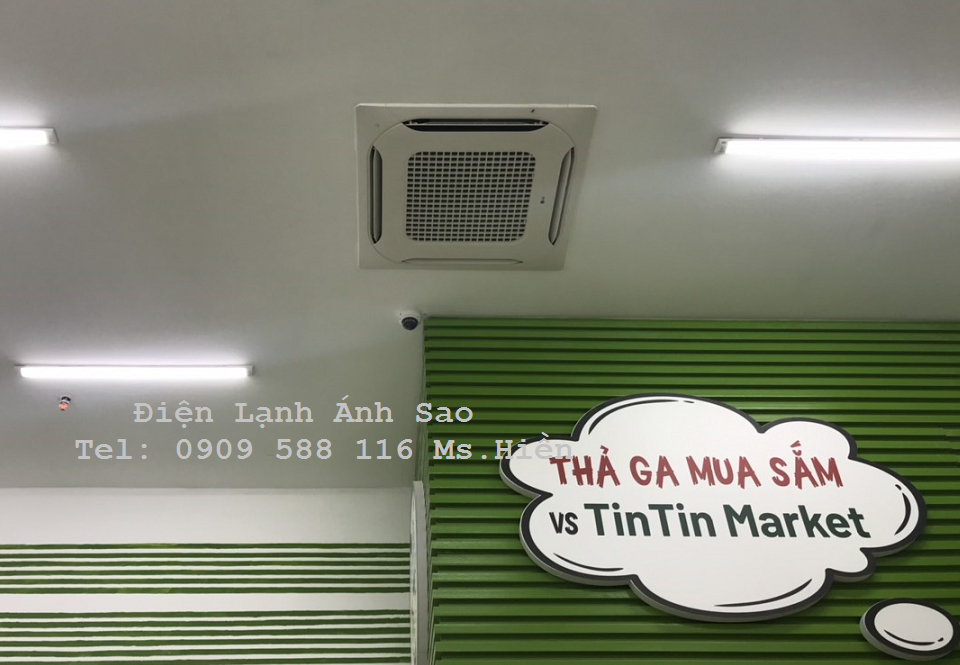 Điện Lạnh Ánh Sao
Tel: 0909 588 116 Ms.Hiền
THẢ GA MUA SẮM
VS TinTin Market